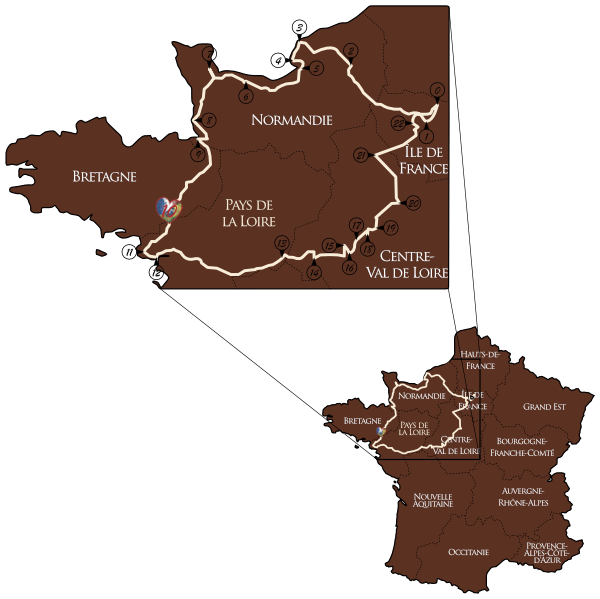 3
7
2
4
5
6
0
8
NORMANDIE
22
1
9
21
ÎLE DE
FRANCE
BRETAGNE
PAYS DE
LA LOIRE
20
17
19
18
13
15
11
12
14
16
CENTRE-
VAL DE LOIRE
HAUTS-DE-
FRANCE
NORMANDIE
ÎLE DE
FRANCE
GRAND EST
BRETAGNE
PAYS DE
LA LOIRE
CENTRE-
VAL DE LOIRE
BOURGOGNE-
FRANCHE-COMTÉ
NOUVELLE
AQUITAINE
AUVERGNE-
RHÔNE-ALPES
OCCITANIE
PROVENCE-
ALPES-CÔTE-
D'AZUR